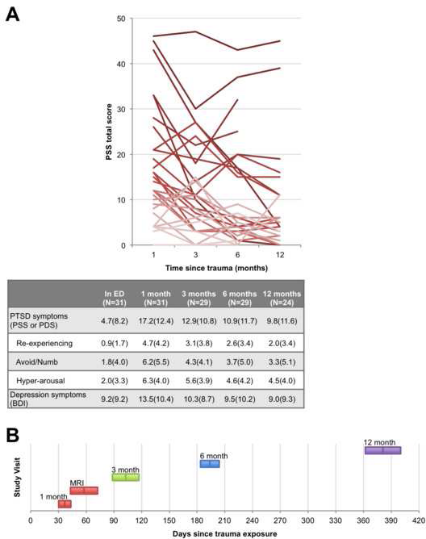 A
50
40
30
20
10
0
PSS total score
1 3 6 12
Time since trauma (months)
In ED (N=31) 1 month (N=31) 3 months (N=29) 6 months (N=29) 12 months (N=24)
PTSD symptoms (PSS or PDS) 4.7(8.2) 17.2(12.4) 12.9(10.8) 10.9(11.7) 9.8(11.6)
Re-experiencing 0.9(1.7) 4.7(4.2) 3.1(3.8) 2.6(3.4) 2.0(3.4)
Avoid/Numb 1.8(4.0) 6.2(5.5) 4.3(4.1) 3.7(5.0) 3.3(5.1)
Hyper-arousal 2.0(3.3) 6.3(4.0) 5.6(3.9) 4.6(4.2) 4.5(4.0)
Depression symptoms (BDI) 9.2(9.2) 13.5(10.4) 10.3(8.7) 9.5(10.2) 9.0(9.3)
B
Study Visit
12 month
6 month
3 month
MRI
1 month
0 30 60 90 120 150 180 210 240 270 300 330 360 390 420
Days since trauma exposure